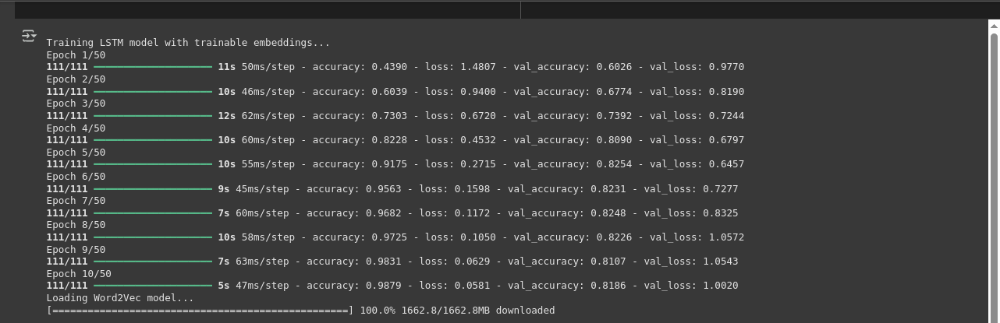 Training LSTM model with trainable embeddings...
Epoch 1/50
111/111 ━━━━━━━━━━━━━━━━━━━━ 11s 50ms/step - accuracy: 0.4390 - loss: 1.4807 - val_accuracy: 0.6026 - val_loss: 0.9770
Epoch 2/50
111/111 ━━━━━━━━━━━━━━━━━━━━ 10s 46ms/step - accuracy: 0.6039 - loss: 0.9400 - val_accuracy: 0.6774 - val_loss: 0.8190
Epoch 3/50
111/111 ━━━━━━━━━━━━━━━━━━━━ 12s 62ms/step - accuracy: 0.7303 - loss: 0.6720 - val_accuracy: 0.7392 - val_loss: 0.7244
Epoch 4/50
111/111 ━━━━━━━━━━━━━━━━━━━━ 10s 60ms/step - accuracy: 0.8228 - loss: 0.4532 - val_accuracy: 0.8090 - val_loss: 0.6797
Epoch 5/50
111/111 ━━━━━━━━━━━━━━━━━━━━ 10s 55ms/step - accuracy: 0.9175 - loss: 0.2715 - val_accuracy: 0.8254 - val_loss: 0.6457
Epoch 6/50
111/111 ━━━━━━━━━━━━━━━━━━━━ 9s 45ms/step - accuracy: 0.9563 - loss: 0.1598 - val_accuracy: 0.8231 - val_loss: 0.7277
Epoch 7/50
111/111 ━━━━━━━━━━━━━━━━━━━━ 7s 60ms/step - accuracy: 0.9682 - loss: 0.1172 - val_accuracy: 0.8248 - val_loss: 0.8325
Epoch 8/50
111/111 ━━━━━━━━━━━━━━━━━━━━ 10s 58ms/step - accuracy: 0.9725 - loss: 0.1050 - val_accuracy: 0.8226 - val_loss: 1.0572
Epoch 9/50
111/111 ━━━━━━━━━━━━━━━━━━━━ 7s 63ms/step - accuracy: 0.9831 - loss: 0.0629 - val_accuracy: 0.8107 - val_loss: 1.0543
Epoch 10/50
111/111 ━━━━━━━━━━━━━━━━━━━━ 5s 47ms/step - accuracy: 0.9879 - loss: 0.0581 - val_accuracy: 0.8186 - val_loss: 1.0020
Loading Word2Vec model...
[==================================================] 100.0% 1662.8/1662.8MB downloaded